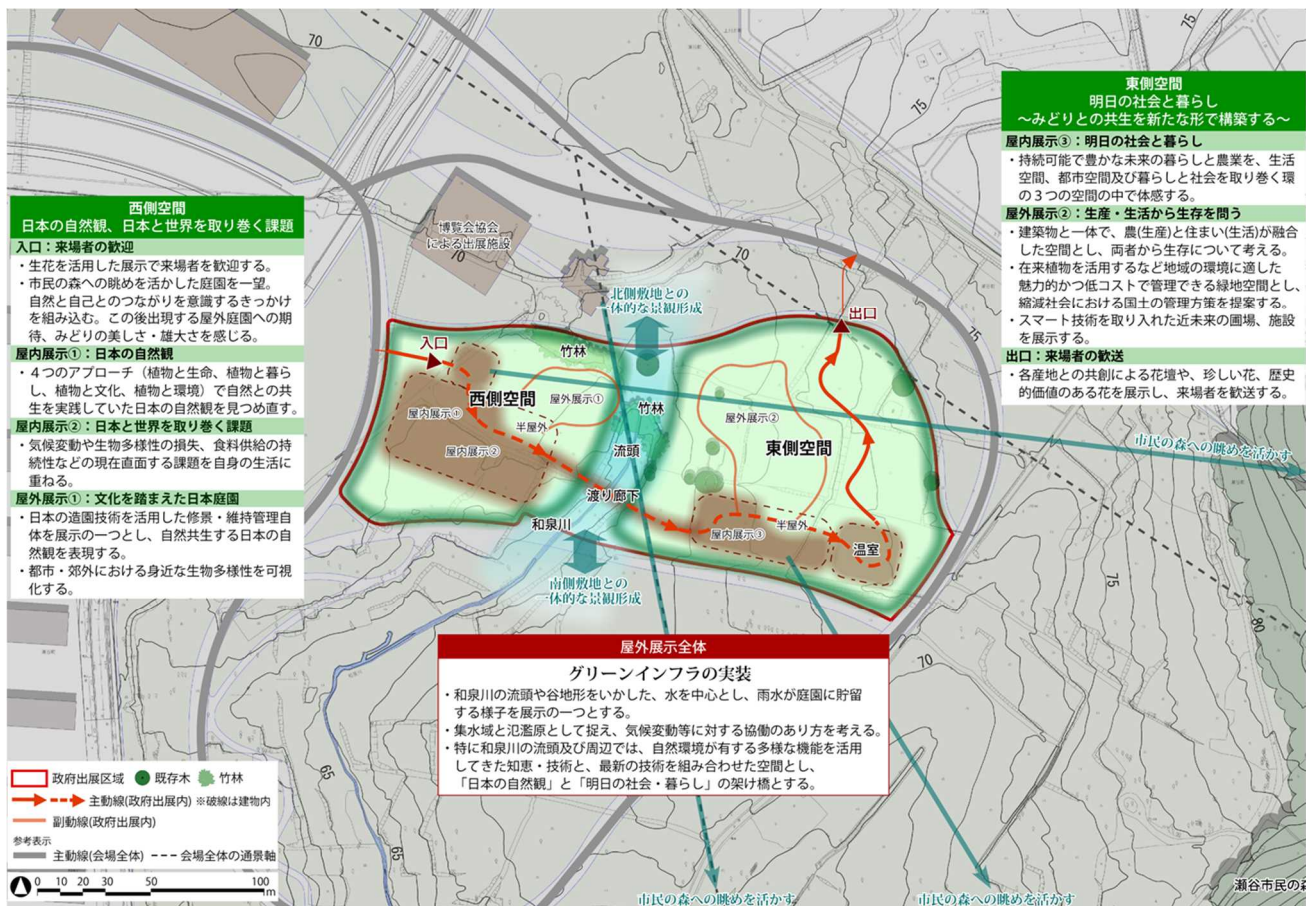 西側空間
日本の自然観、日本と世界を取り巻く課題
入口：来場者の歓迎
・生花を活用した展示で来場者を歓迎する。
・市民の森への眺めを活かした庭園を一望。
自然と自己とのつながりを意識するきっかけ
を組み込む。この後出現する屋外庭園への期
待、みどりの美しさ・雄大さを感じる。
屋内展示①：日本の自然観
・４つのアプローチ（植物と生命、植物と暮ら
し、植物と文化、植物と環境）で自然との共
生を実践していた日本の自然観を見つめ直す。
屋内展示②：日本と世界を取り巻く課題
・気候変動や生物多様性の損失、食料供給の持
続性などの現在直面する課題を自身の生活に
重ねる。
屋外展示①：文化を踏まえた日本庭園
・日本の造園技術を活用した修景・維持管理自
体を展示の一つとし、自然共生する日本の自
然観を表現する。
・都市・郊外における身近な生物多様性を可視
化する。
東側空間
明日の社会と暮らし
～みどりとの共生を新たな形で構築する～
屋内展示③：明日の社会と暮らし
・持続可能で豊かな未来の暮らしと農業を、生活
空間、都市空間及び暮らしと社会を取り巻く環
の３つの空間の中で体感する。
屋外展示②：生産・生活から生存を問う
・建築物と一体で、農(生産)と住まい(生活)が融合
した空間とし、両者から生存について考える。
・在来植物を活用するなど地域の環境に適した
魅力的かつ低コストで管理できる緑地空間とし、
縮減社会における国土の管理方策を提案する。
・スマート技術を取り入れた近未来の圃場、施設
を展示する。
出口：来場者の歓送
・各産地との共創による花壇や、珍しい花、歴史
的価値のある花を展示し、来場者を歓送する。
70
75
75
博覧会協会
による出展施設
70
70
北側敷地との
一体的な景観形成
出口
入口
竹林
西側空間
屋外展示①
屋内展示①
半屋外
屋内展示②
竹林
流頭
屋外展示②
東側空間
市民の森への眺めを活かす
渡り廊下
和泉川
屋内展示③
半屋外
温室
南側敷地との
一体的な景観形成
75
80
70
70
75
65
65
屋外展示全体
グリーンインフラの実装
・和泉川の流頭や谷地形をいかした、水を中心とし、雨水が庭園に貯留
する様子を展示の一つとする。
・集水域と氾濫原として捉え、気候変動等に対する協働のあり方を考える。
・特に和泉川の流頭及び周辺では、自然環境が有する多様な機能を活用
してきた知恵・技術と、最新の技術を組み合わせた空間とし、
「日本の自然観」と「明日の社会・暮らし」の架け橋とする。
政府出展区域 既存木 竹林
主動線(政府出展内) ※破線は建物内
副動線(政府出展内)
参考表示
主動線(会場全体) 会場全体の通景軸
0 10 20 30 50 100
m
市民の森への眺めを活かす
市民の森への眺めを活かす
瀬谷市民の森